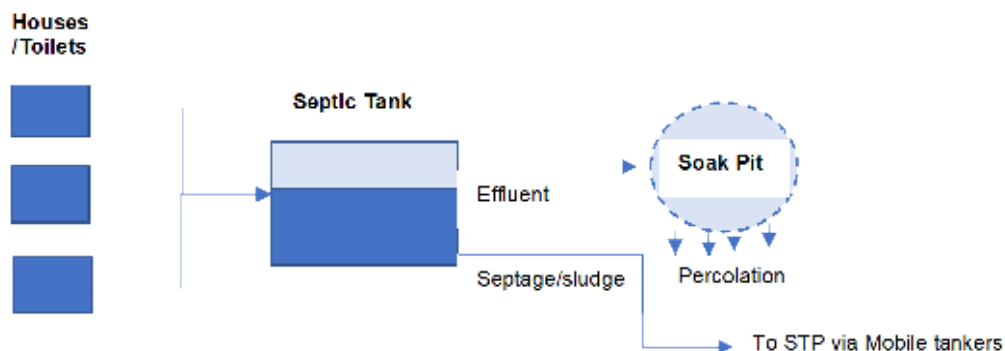 Houses
/Toilets
Septic Tank
Soak Pit
Effluent
Septage/sludge
Percolation
To STP via Mobile tankers